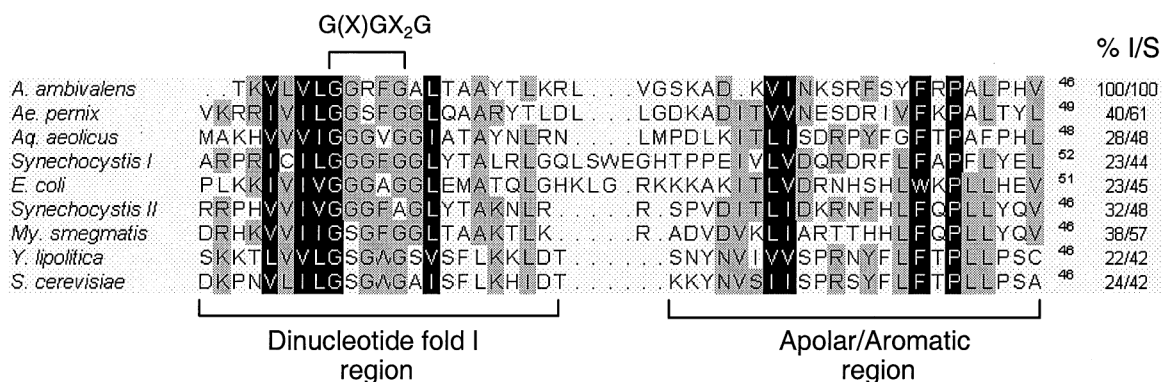 G(X)GX₂G
% I/S
A. ambivalens ..TKVLVLGGRFGALTAAYTLKRL...VGSKAD.KVINKSRFSYFRPALPHV 46 100/100
Ae. pernix VKRRIVILGGSFGGLQAARYTLDL...LGDKADITVVNESDRIVFKPALTYL 49 40/61
Aq. aeolicus MAKHVVVIGGGVGGIATAYNLRN....LMPDLKITLISDRPYFGFTPAFPHL 48 28/48
Synechocystis I ARPRICILGGGFGGLYTALRLGQLSWEGHTPPEIVLVDQRDRFLFAPFLYEL 52 23/44
E. coli PLKKIVIVGGGAGGLEMATQLGHKLG.RKKKAKITLVDRNHSHLWKPLLHEV 51 23/45
Synechocystis II RRPHVVIVGGGFAGLYTAKNLR.....R.SPVDITLIDKRNFHLFQPLLYQV 46 32/48
My. smegmatis DRHKVVIIGSGFGGLTAAKTLK.....R.ADVDVKLIARTTHHLFQPLLYQV 46 38/57
Y. lipolitica SKKTLVVLGSGWGSVSFLKKLDT......SNYNVIVVSPRNYFLFTPLLPSC 46 22/42
S. cerevisiae DKPNVLILGSGWGAISFLKHIDT......KKYNVSIISPRSYFLFTPLLPSA 46 24/42
Dinucleotide fold I
region
Apolar/Aromatic
region